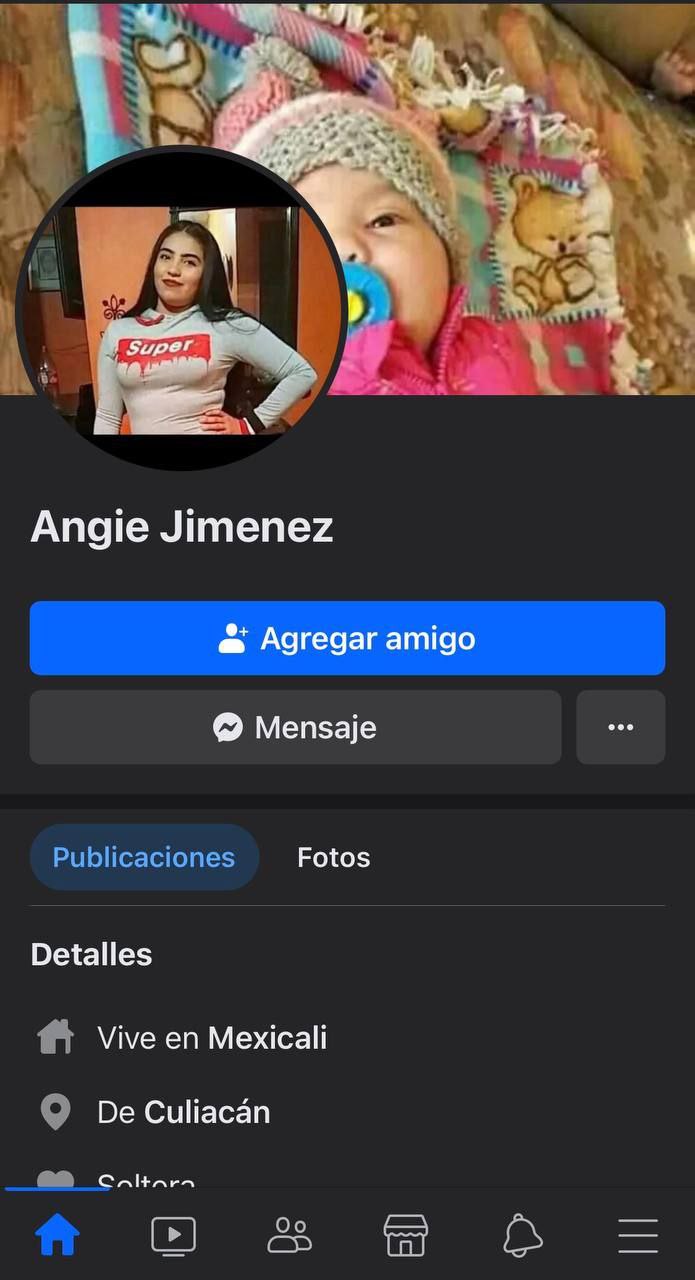 Super
Angie Jimenez
Agregar amigo
Mensaje
Publicaciones Fotos
Detalles
Vive en Mexicali
De Culiacán
Soltera